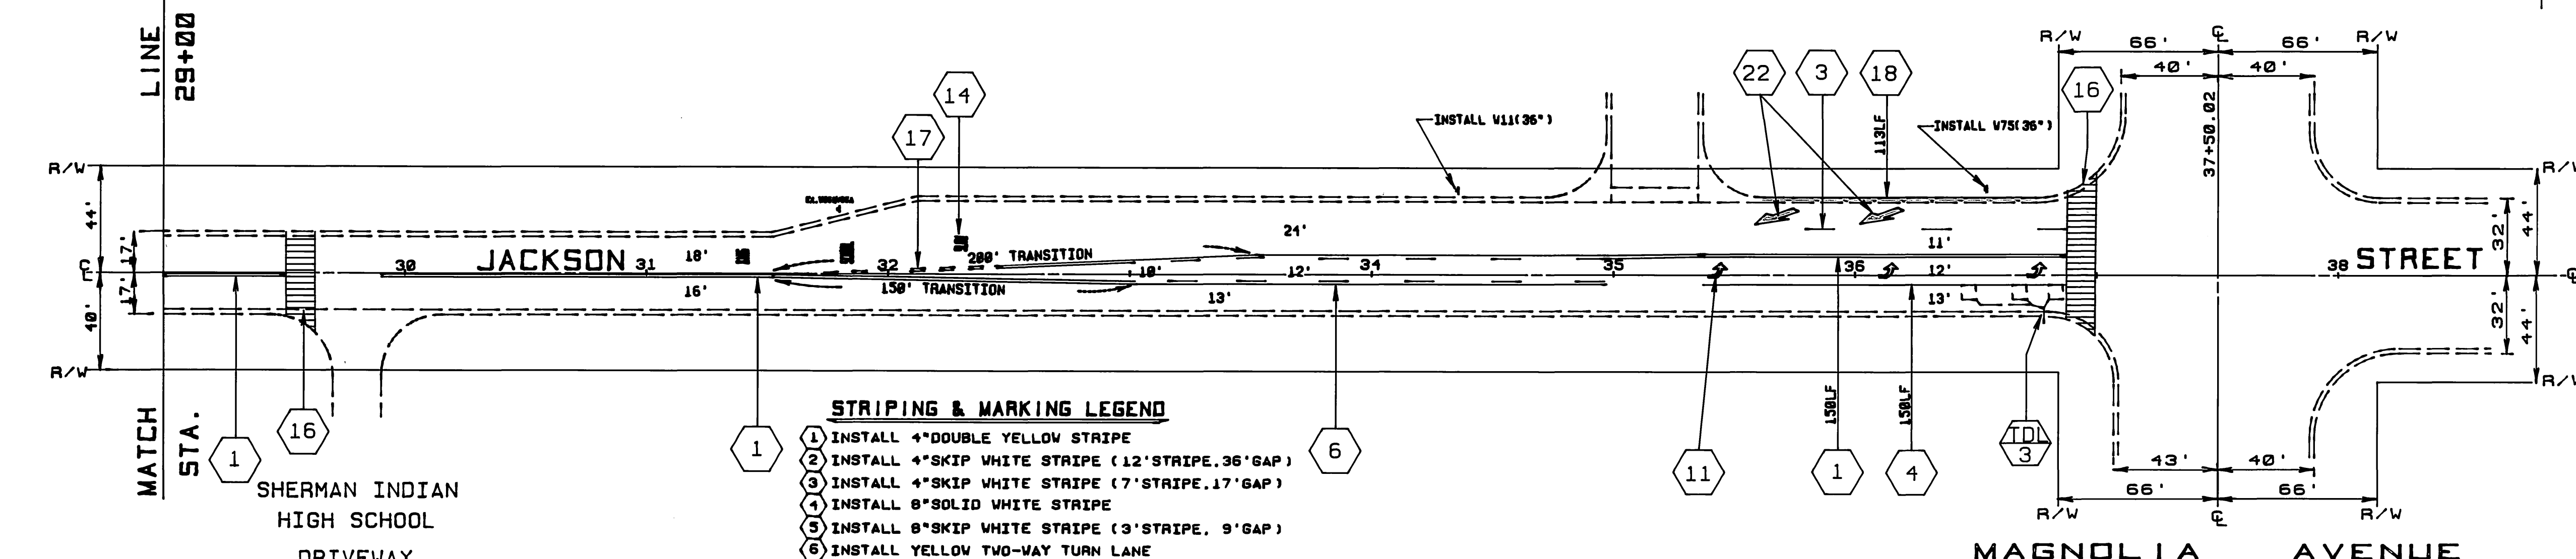 MATCH LINE
STA. 29+00
R/W
44'
17'
℄
17'
40'
R/W
1
16
SHERMAN INDIAN
HIGH SCHOOL
DRIVEWAY
30
JACKSON
31
18'
16'
32
200' TRANSITION
150' TRANSITION
17
14
1
10'
12'
13'
24'
34
35
36
INSTALL W11(36")
22
3
18
113LF
INSTALL W75(36")
16
11'
12'
13'
6
11
150LF
1
150LF
4
TDL
3
R/W
66'
℄
66'
R/W
40'
40'
37+50.02
38
STREET
℄
R/W
32'
44'
32'
44'
R/W
43'
40'
66'
66'
R/W
℄
R/W
MAGNOLIA AVENUE
STRIPING & MARKING LEGEND
1 INSTALL 4"DOUBLE YELLOW STRIPE
2 INSTALL 4"SKIP WHITE STRIPE (12'STRIPE,36'GAP)
3 INSTALL 4"SKIP WHITE STRIPE (7'STRIPE,17'GAP)
4 INSTALL 8"SOLID WHITE STRIPE
5 INSTALL 8"SKIP WHITE STRIPE (3'STRIPE, 9'GAP)
6 INSTALL YELLOW TWO-WAY TURN LANE